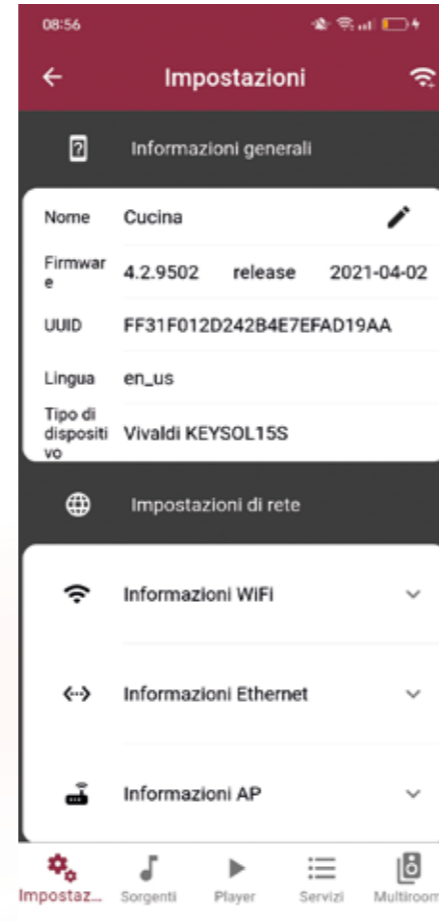 08:56
Impostazioni
Informazioni generali
Nome Cucina
Firmwar
e
4.2.9502 release 2021-04-02
UUID FF31F012D242B4E7EFAD19AA
Lingua en_us
Tipo di
dispositi
vo
Vivaldi KEYSOL15S
Impostazioni di rete
Informazioni WiFi
Informazioni Ethernet
Informazioni AP
Impostaz... Sorgenti Player Servizi Multiroom